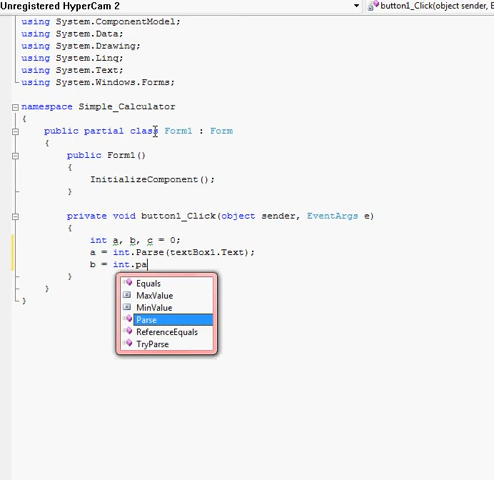 Unregistered HyperCam 2
button1_Click(object sender, E
using System.ComponentModel;
using System.Data;
using System.Drawing;
using System.Linq;
using System.Text;
using System.Windows.Forms;
namespace Simple_Calculator
{
public partial class Form1 : Form
{
public Form1()
{
InitializeComponent();
}
private void button1_Click(object sender, EventArgs e)
{
int a, b, c = 0;
a = int.Parse(textBox1.Text);
b = int.pa
}
}
}
Equals
MaxValue
MinValue
Parse
ReferenceEquals
TryParse